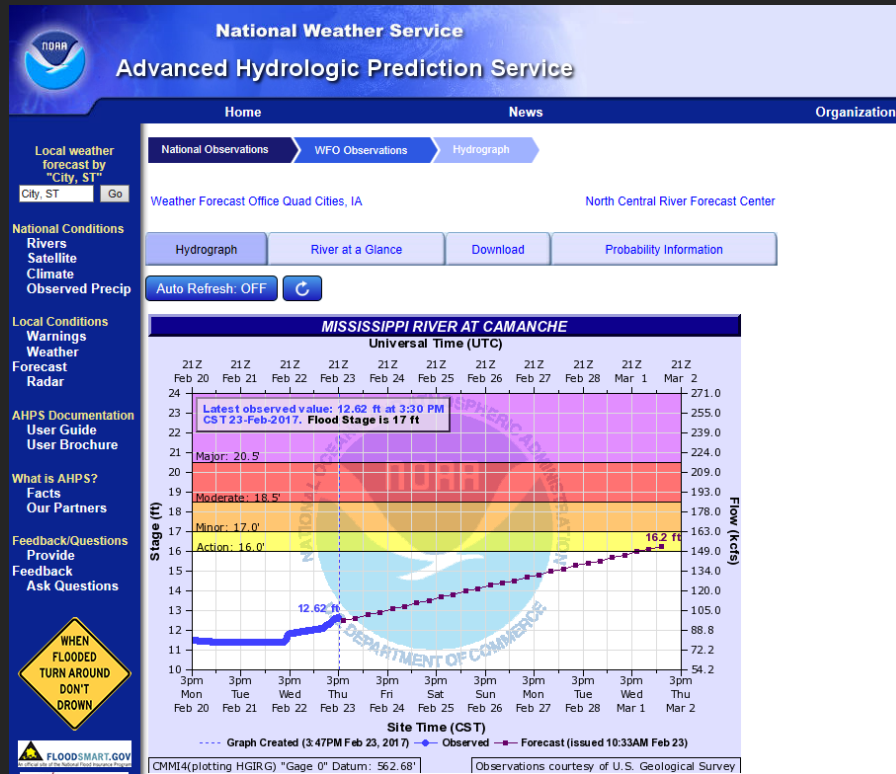 NOAA
National Weather Service
Advanced Hydrologic Prediction Service
Home News Organization
Local weather
forecast by
"City, ST"
City, ST Go
National Conditions
Rivers
Satellite
Climate
Observed Precip
Local Conditions
Warnings
Weather
Forecast
Radar
AHPS Documentation
User Guide
User Brochure
What is AHPS?
Facts
Our Partners
Feedback/Questions
Provide
Feedback
Ask Questions
WHEN
FLOODED
TURN AROUND
DON'T
DROWN
FLOODSMART.GOV
An official site of the National Flood Insurance Program
National Observations WFO Observations Hydrograph
Weather Forecast Office Quad Cities, IA North Central River Forecast Center
Hydrograph River at a Glance Download Probability Information
Auto Refresh: OFF
MISSISSIPPI RIVER AT CAMANCHE
Universal Time (UTC)
21Z 21Z 21Z 21Z 21Z 21Z 21Z 21Z 21Z 21Z 21Z
Feb 20 Feb 21 Feb 22 Feb 23 Feb 24 Feb 25 Feb 26 Feb 27 Feb 28 Mar 1 Mar 2
24 271.0
Latest observed value: 12.62 ft at 3:30 PM
CST 23-Feb-2017. Flood Stage is 17 ft
23 255.0
22 239.0
21 224.0
Major: 20.5'
20 209.0
19 193.0
Moderate: 18.5'
18 178.0
Minor: 17.0'
17 163.0
16.2 ft
Action: 16.0'
16 149.0
15 134.0
14 120.0
13 105.0
12.62 ft
12 88.8
11 72.2
10 54.2
Stage (ft)
Flow (kcfs)
NOAA
DEPARTMENT OF COMMERCE
3pm 3pm 3pm 3pm 3pm 3pm 3pm 3pm 3pm 3pm 3pm
Mon Tue Wed Thu Fri Sat Sun Mon Tue Wed Thu
Feb 20 Feb 21 Feb 22 Feb 23 Feb 24 Feb 25 Feb 26 Feb 27 Feb 28 Mar 1 Mar 2
Site Time (CST)
Graph Created (3:47PM Feb 23, 2017) Observed Forecast (issued 10:33AM Feb 23)
CMMI4(plotting HGIRG) "Gage 0" Datum: 562.68' Observations courtesy of U.S. Geological Survey